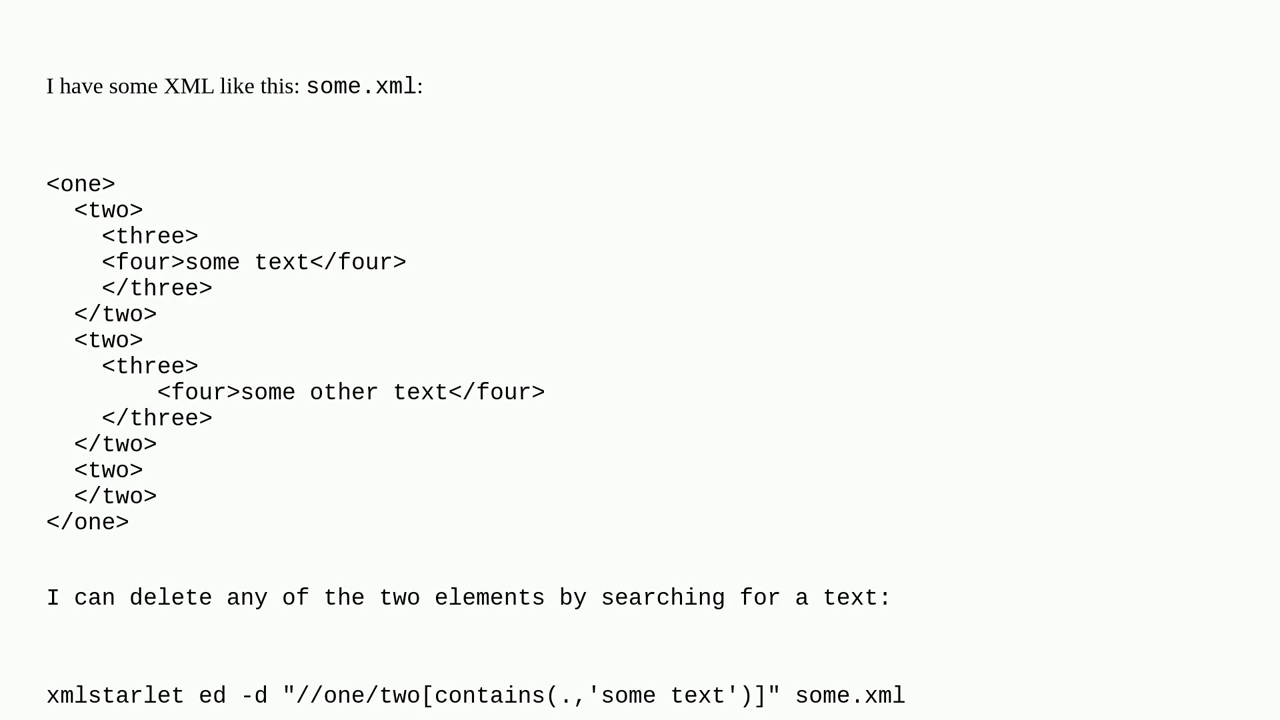 I have some XML like this: some.xml:
<one>
  <two>
    <three>
    <four>some text</four>
    </three>
  </two>
  <two>
    <three>
        <four>some other text</four>
    </three>
  </two>
  <two>
  </two>
</one>
I can delete any of the two elements by searching for a text:
xmlstarlet ed -d "//one/two[contains(.,'some text')]" some.xml